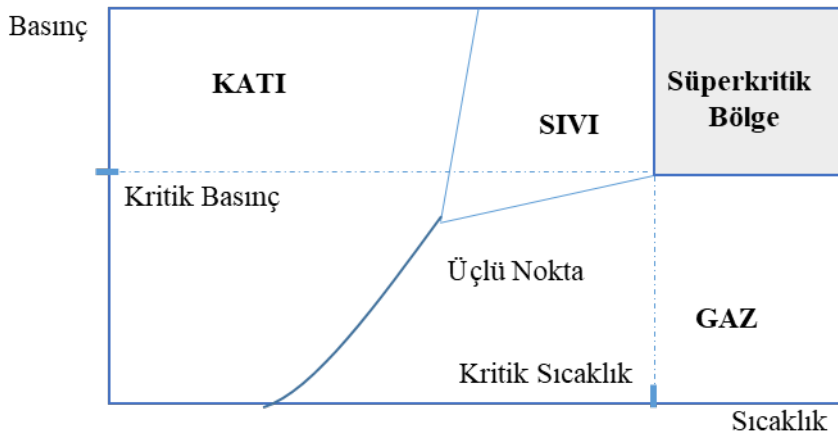 Basınç
KATI
Süperkritik
Bölge
SIVI
Kritik Basınç
Üçlü Nokta
GAZ
Kritik Sıcaklık
Sıcaklık